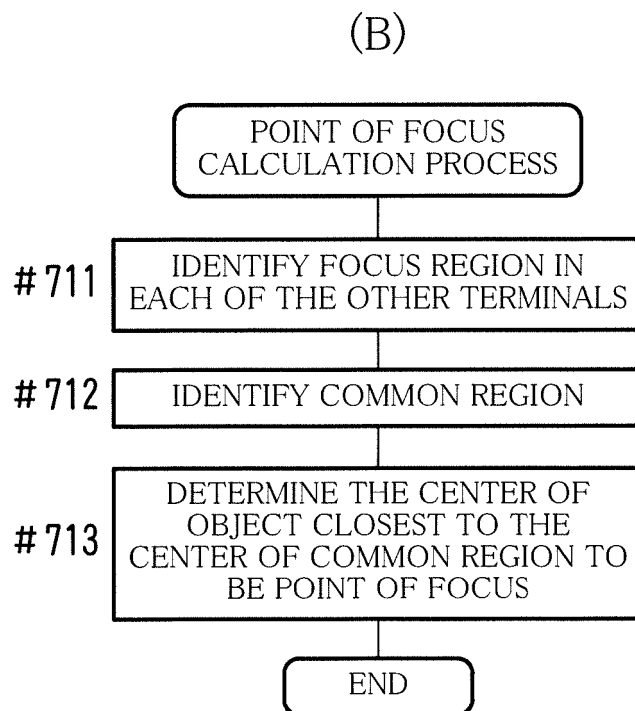 (B)
POINT OF FOCUS
CALCULATION PROCESS
#711
IDENTIFY FOCUS REGION IN
EACH OF THE OTHER TERMINALS
#712
IDENTIFY COMMON REGION
#713
DETERMINE THE CENTER OF
OBJECT CLOSEST TO THE
CENTER OF COMMON REGION TO
BE POINT OF FOCUS
END